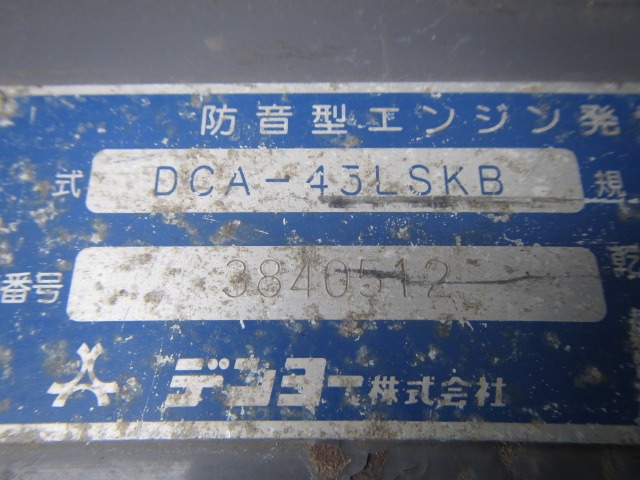 防音型エンジン発
式 DCA-45LSKB 規
番号 3840512 乾
デンヨー株式会社